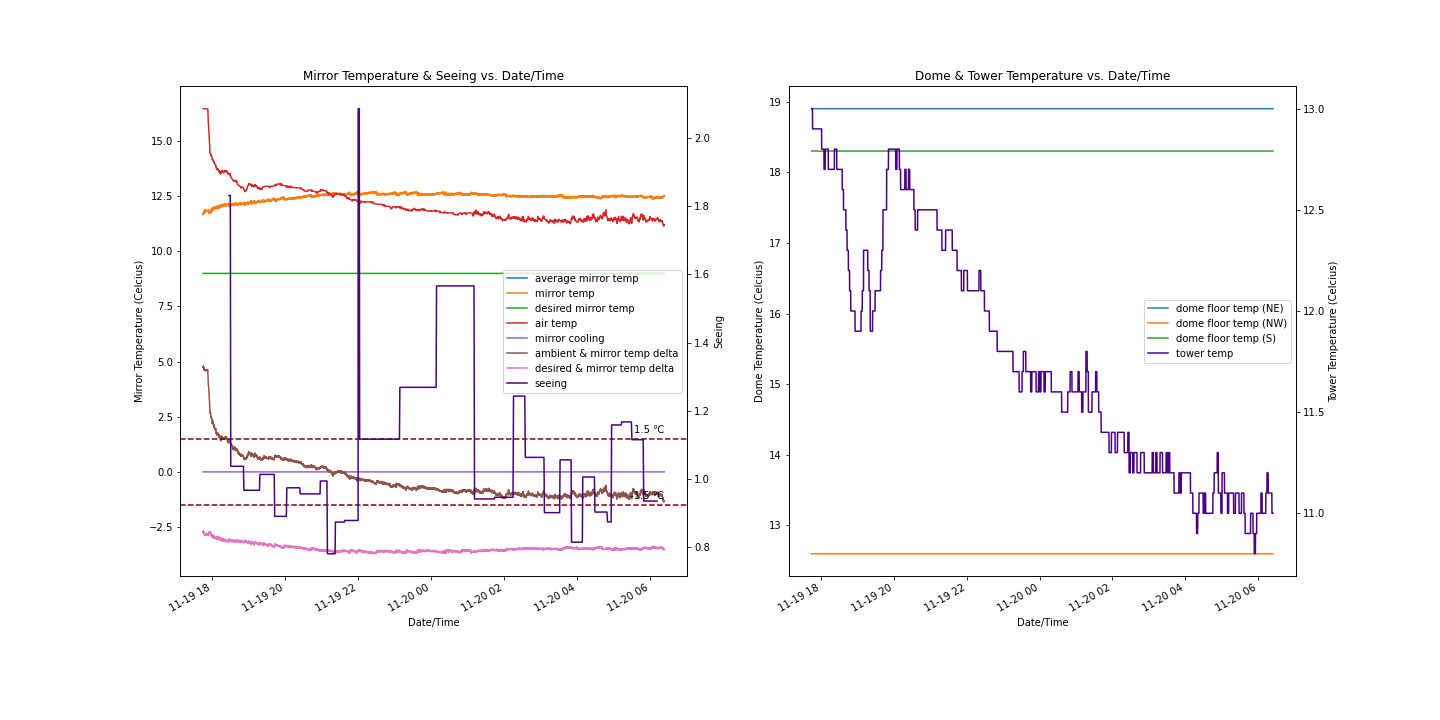 Mirror Temperature & Seeing vs. Date/Time
Mirror Temperature (Celcius)
15.0
12.5
10.0
7.5
5.0
2.5
0.0
−2.5
2.0
1.8
1.6
1.4
1.2
1.0
0.8
Seeing
average mirror temp
mirror temp
desired mirror temp
air temp
mirror cooling
ambient & mirror temp delta
desired & mirror temp delta
seeing
1.5 °C
-1.5 °C
11-19 18
11-19 20
11-19 22
11-20 00
11-20 02
11-20 04
11-20 06
Date/Time
Dome & Tower Temperature vs. Date/Time
Dome Temperature (Celcius)
19
18
17
16
15
14
13
13.0
12.5
12.0
11.5
11.0
Tower Temperature (Celcius)
dome floor temp (NE)
dome floor temp (NW)
dome floor temp (S)
tower temp
11-19 18
11-19 20
11-19 22
11-20 00
11-20 02
11-20 04
11-20 06
Date/Time